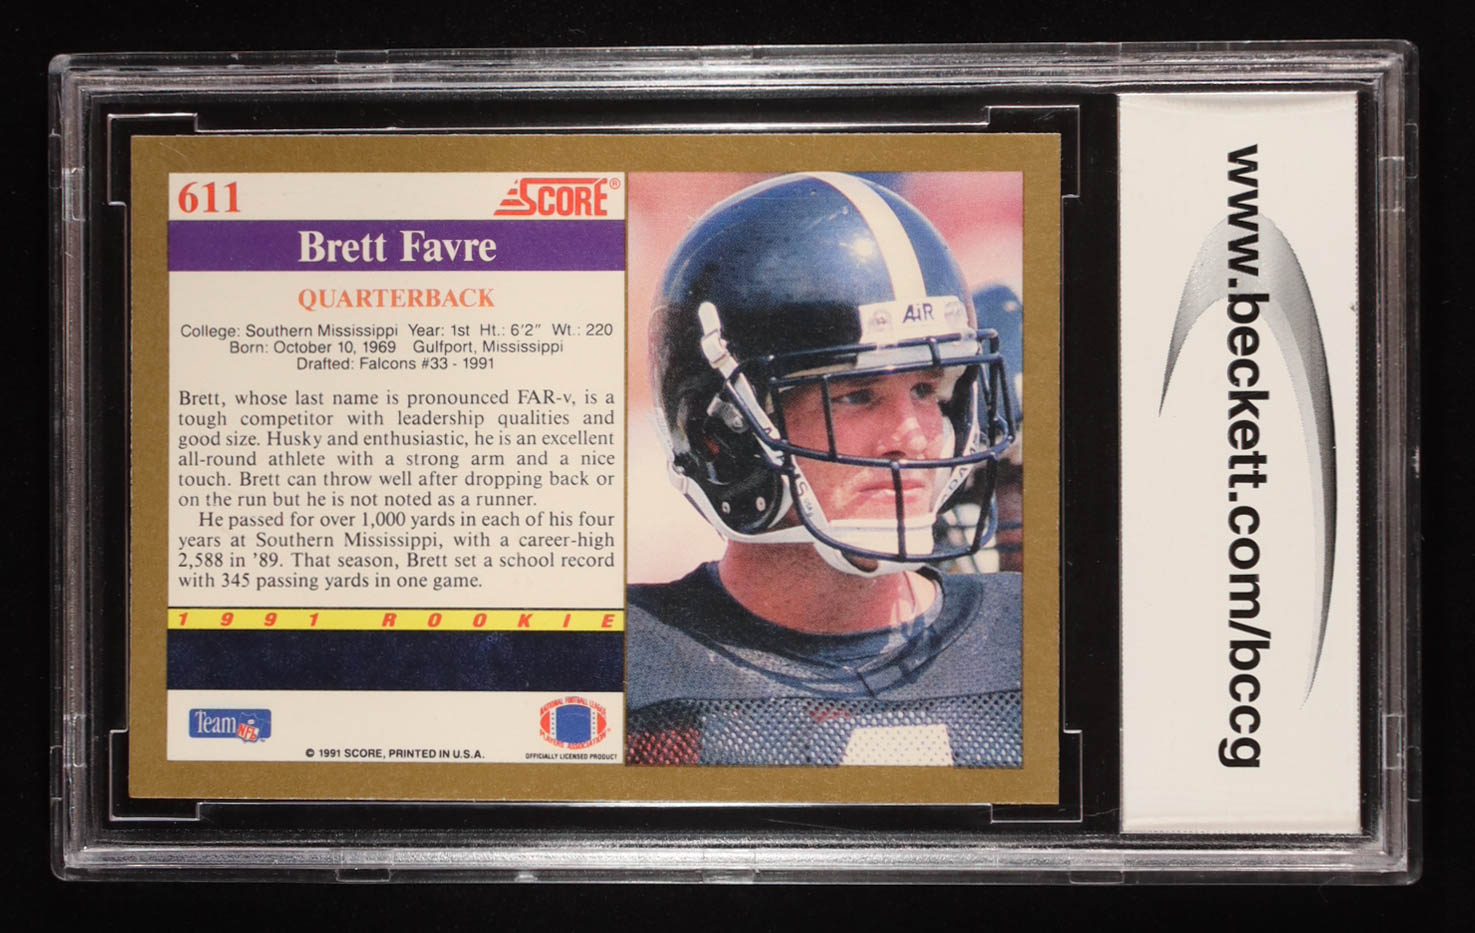 611
SCORE®
Brett Favre
QUARTERBACK
College: Southern Mississippi Year: 1st Ht.: 6'2" Wt.: 220
Born: October 10, 1969 Gulfport, Mississippi
Drafted: Falcons #33 - 1991
Brett, whose last name is pronounced FAR-v, is a
tough competitor with leadership qualities and
good size. Husky and enthusiastic, he is an excellent
all-round athlete with a strong arm and a nice
touch. Brett can throw well after dropping back or
on the run but he is not noted as a runner.
He passed for over 1,000 yards in each of his four
years at Southern Mississippi, with a career-high
2,588 in '89. That season, Brett set a school record
with 345 passing yards in one game.
1991 ROOKIE
Team NFL
NATIONAL FOOTBALL LEAGUE
PLAYERS ASSOCIATION
© 1991 SCORE, PRINTED IN U.S.A.
OFFICIALLY LICENSED PRODUCT
AiR
www.beckett.com/bccg